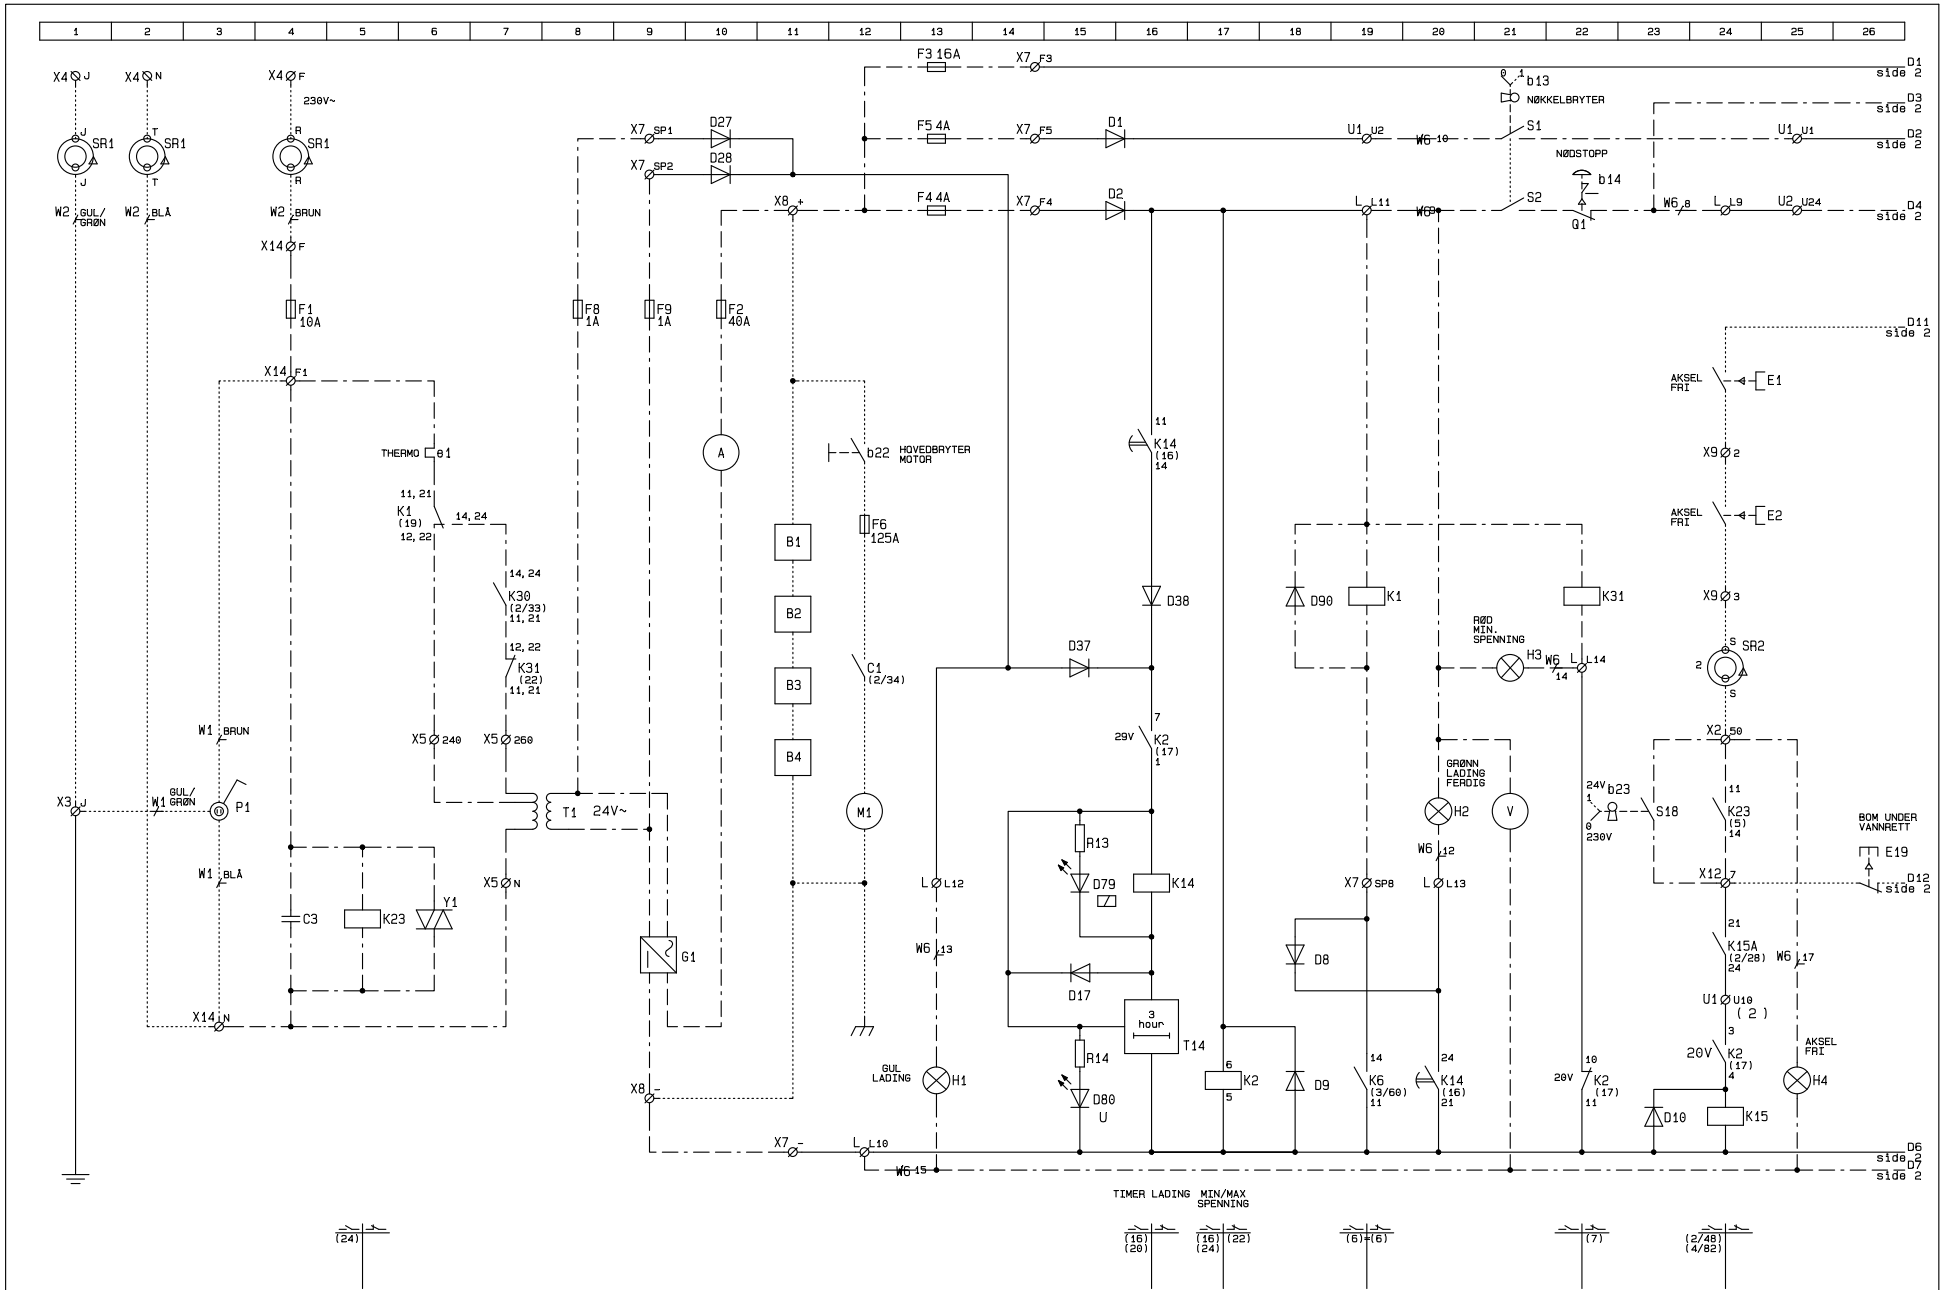 1 2 3 4 5 6 7 8 9 10 11 12 13 14 15 16 17 18 19 20 21 22 23 24 25 26
X4 J
X4 N
X4 F
230V~
F3 16A
X7 F3
0 1 b13
NØKKELBRYTER
D1
side 2
D3
side 2
J
SR1
J
T
SR1
T
R
SR1
R
X7 SP1
D27
F5 4A
X7 F5
D1
U1 U2
W6 10
S1
U1 U1
D2
side 2
X7 SP2
D28
NØDSTOPP
b14
W2 GUL/
GRØN
W2 BLÅ
W2 BRUN
X8 +
F4 4A
X7 F4
D2
L L11
W6 9
S2
Q1
W6 8
L L9
U2 U24
D4
side 2
X14 F
F1
10A
F8
1A
F9
1A
F2
40A
D11
side 2
X14 F1
AKSEL
FRI
E1
THERMO e1
A
b22 HOVEDBRYTER
MOTOR
11
K14
(16)
14
X9 2
11,21
K1
(19)
12,22
14,24
B1
F6
125A
AKSEL
FRI
E2
14,24
K30
(2/33)
11,21
B2
D38
D90
K1
K31
X9 3
RØD
MIN.
SPENNING
H3
W6
14
L L14
12,22
K31
(22)
11,21
B3
C1
(2/34)
D37
S
SR2
2
S
W1 BRUN
X5 240
X5 260
B4
29V
7
K2
(17)
1
X2 50
GRØNN
LADING
FERDIG
H2
V
24V
1
b23
0
230V
S18
11
K23
(5)
14
X3 J
W1
GUL/
GRØN
P1
T1 24V~
M1
R13
W6 12
BOM UNDER
VANNRETT
E19
W1 BLÅ
X5 N
L L12
D79
K14
X7 SP8
L L13
X12 7
D12
side 2
C3
K23
Y1
G1
W6 13
D17
D8
21
K15A
(2/28)
24
W6 17
X14 N
3
hour
T14
U1 U10
( 2 )
R14
D80
U
GUL
LADING
H1
X8 -
6
K2
5
D9
14
K6
(3/60)
11
24
K14
(16)
21
20V
10
K2
(17)
11
20V
3
K2
(17)
4
AKSEL
FRI
H4
D10
K15
X7 -
L L10
W6 15
D6
side 2
D7
side 2
TIMER LADING MIN/MAX
SPENNING
(24)
(16)
(20)
(16) (22)
(24)
(6)=(6)
(7)
(2/48)
(4/82)